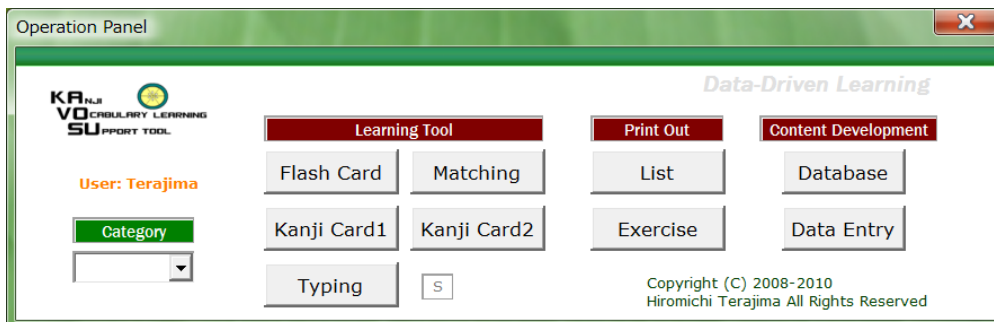 Operation Panel
Data-Driven Learning
KANJI
VOCABULARY LEARNING
SUPPORT TOOL
Learning Tool
Print Out
Content Development
User: Terajima
Flash Card
Matching
List
Database
Category
Kanji Card1
Kanji Card2
Exercise
Data Entry
Typing
S
Copyright (C) 2008-2010
Hiromichi Terajima All Rights Reserved